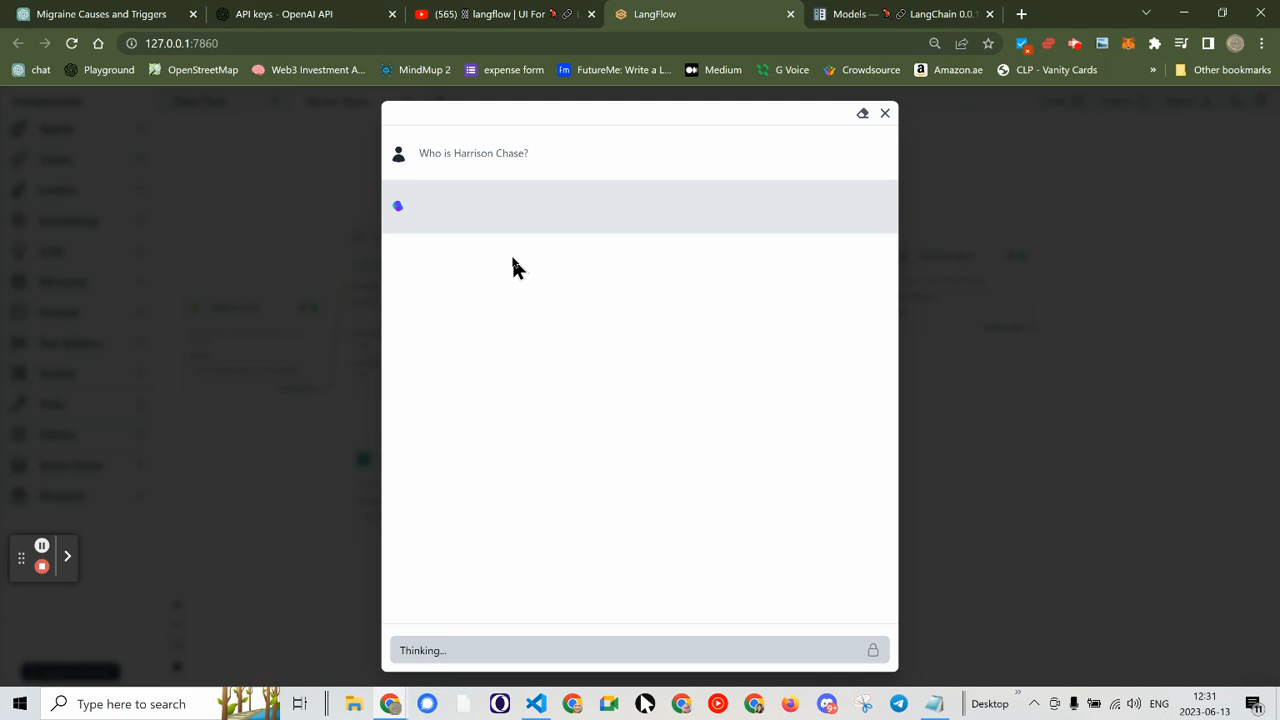 Migraine Causes and Triggers
API keys - OpenAI API
(565) langflow | UI For
LangFlow
Models — LangChain 0.0.1
127.0.0.1:7860
chat
Playground
OpenStreetMap
Web3 Investment A...
MindMup 2
expense form
FutureMe: Write a L...
Medium
G Voice
Crowdsource
Amazon.ae
CLP - Vanity Cards
»
Other bookmarks
Who is Harrison Chase?
Thinking...
Type here to search
Desktop
ENG
12:31
2023-06-13